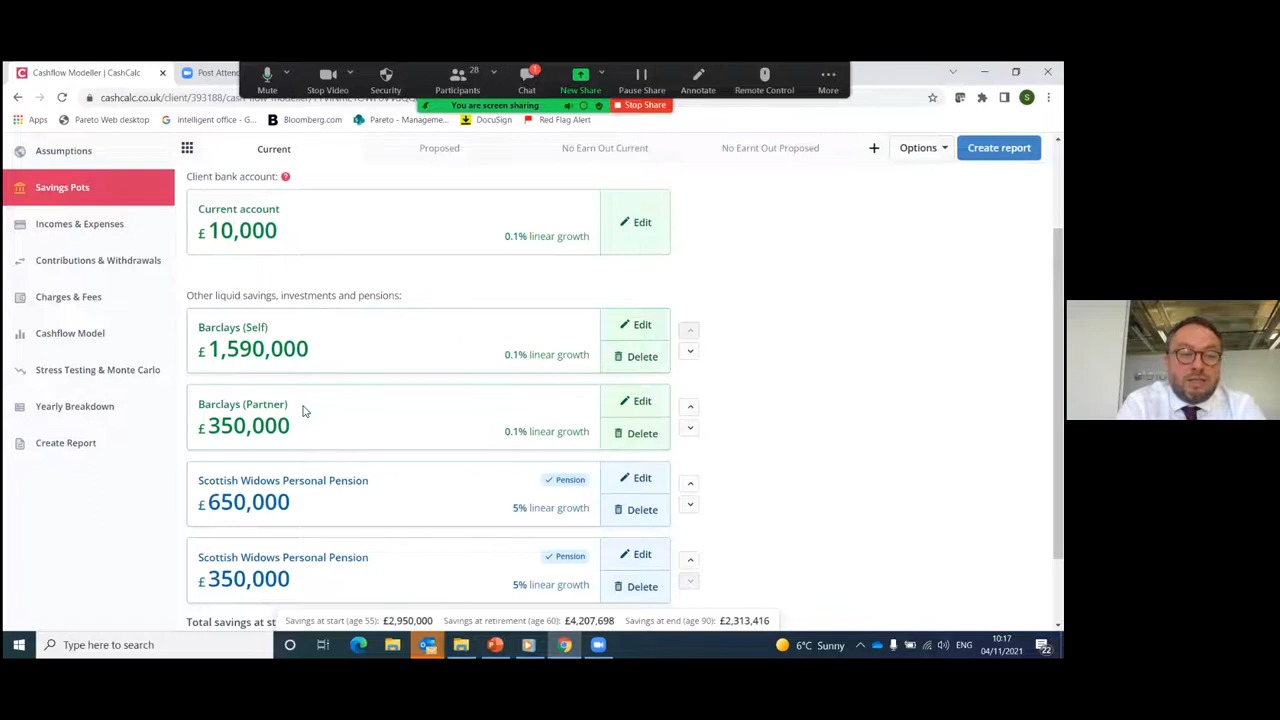 Cashflow Modeller | CashCalc
Post Attend
28
1
Mute
Stop Video
Security
Participants
Chat
New Share
Pause Share
Annotate
Remote Control
More
You are screen sharing
Stop Share
cashcalc.co.uk/client/393188/
S
Apps
Pareto Web desktop
intelligent office - G...
Bloomberg.com
Pareto - Manageme...
DocuSign
Red Flag Alert
Assumptions
Savings Pots
Incomes & Expenses
Contributions & Withdrawals
Charges & Fees
Cashflow Model
Stress Testing & Monte Carlo
Yearly Breakdown
Create Report
Current
Proposed
No Earn Out Current
No Earnt Out Proposed
Options
Create report
Client bank account:
Current account
£ 10,000
0.1% linear growth
Edit
Other liquid savings, investments and pensions:
Barclays (Self)
£ 1,590,000
0.1% linear growth
Edit
Delete
Barclays (Partner)
£ 350,000
0.1% linear growth
Edit
Delete
Scottish Widows Personal Pension
Pension
£ 650,000
5% linear growth
Edit
Delete
Scottish Widows Personal Pension
Pension
£ 350,000
5% linear growth
Edit
Delete
Total savings at st
Savings at start (age 55): £2,950,000 Savings at retirement (age 60): £4,207,698 Savings at end (age 90): £2,313,416
Type here to search
6°C Sunny
ENG
10:17
04/11/2021
22